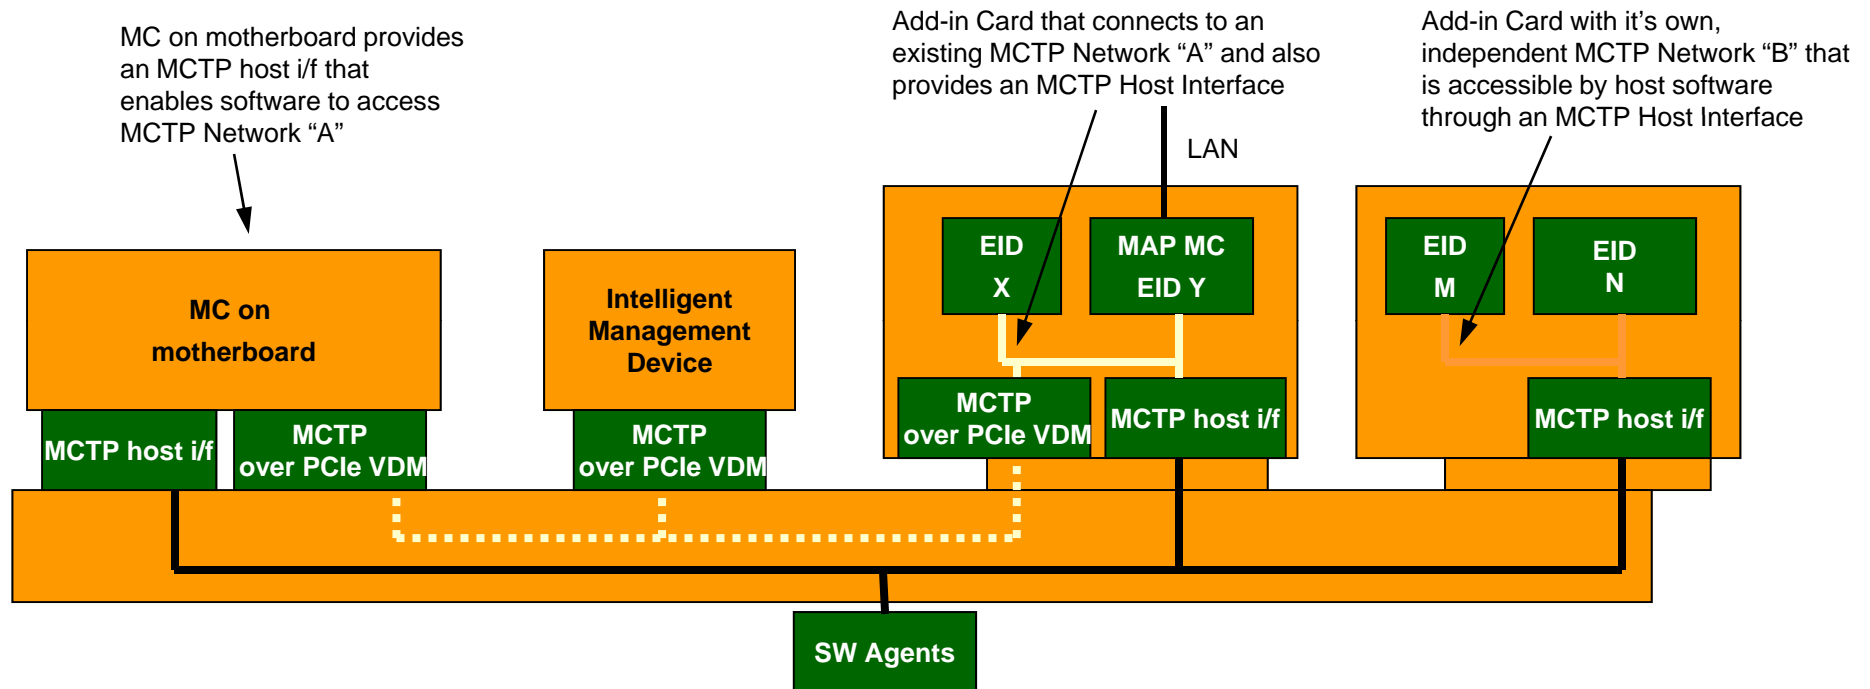 MC on motherboard provides
an MCTP host i/f that
enables software to access
MCTP Network “A”
Add-in Card that connects to an
existing MCTP Network “A” and also
provides an MCTP Host Interface
Add-in Card with it’s own,
independent MCTP Network “B” that
is accessible by host software
through an MCTP Host Interface
LAN
MC on
motherboard
Intelligent
Management
Device
EID
X
MAP MC
EID Y
EID
M
EID
N
MCTP host i/f
MCTP
over PCIe VDM
MCTP
over PCIe VDM
MCTP
over PCIe VDM
MCTP host i/f
MCTP host i/f
SW Agents